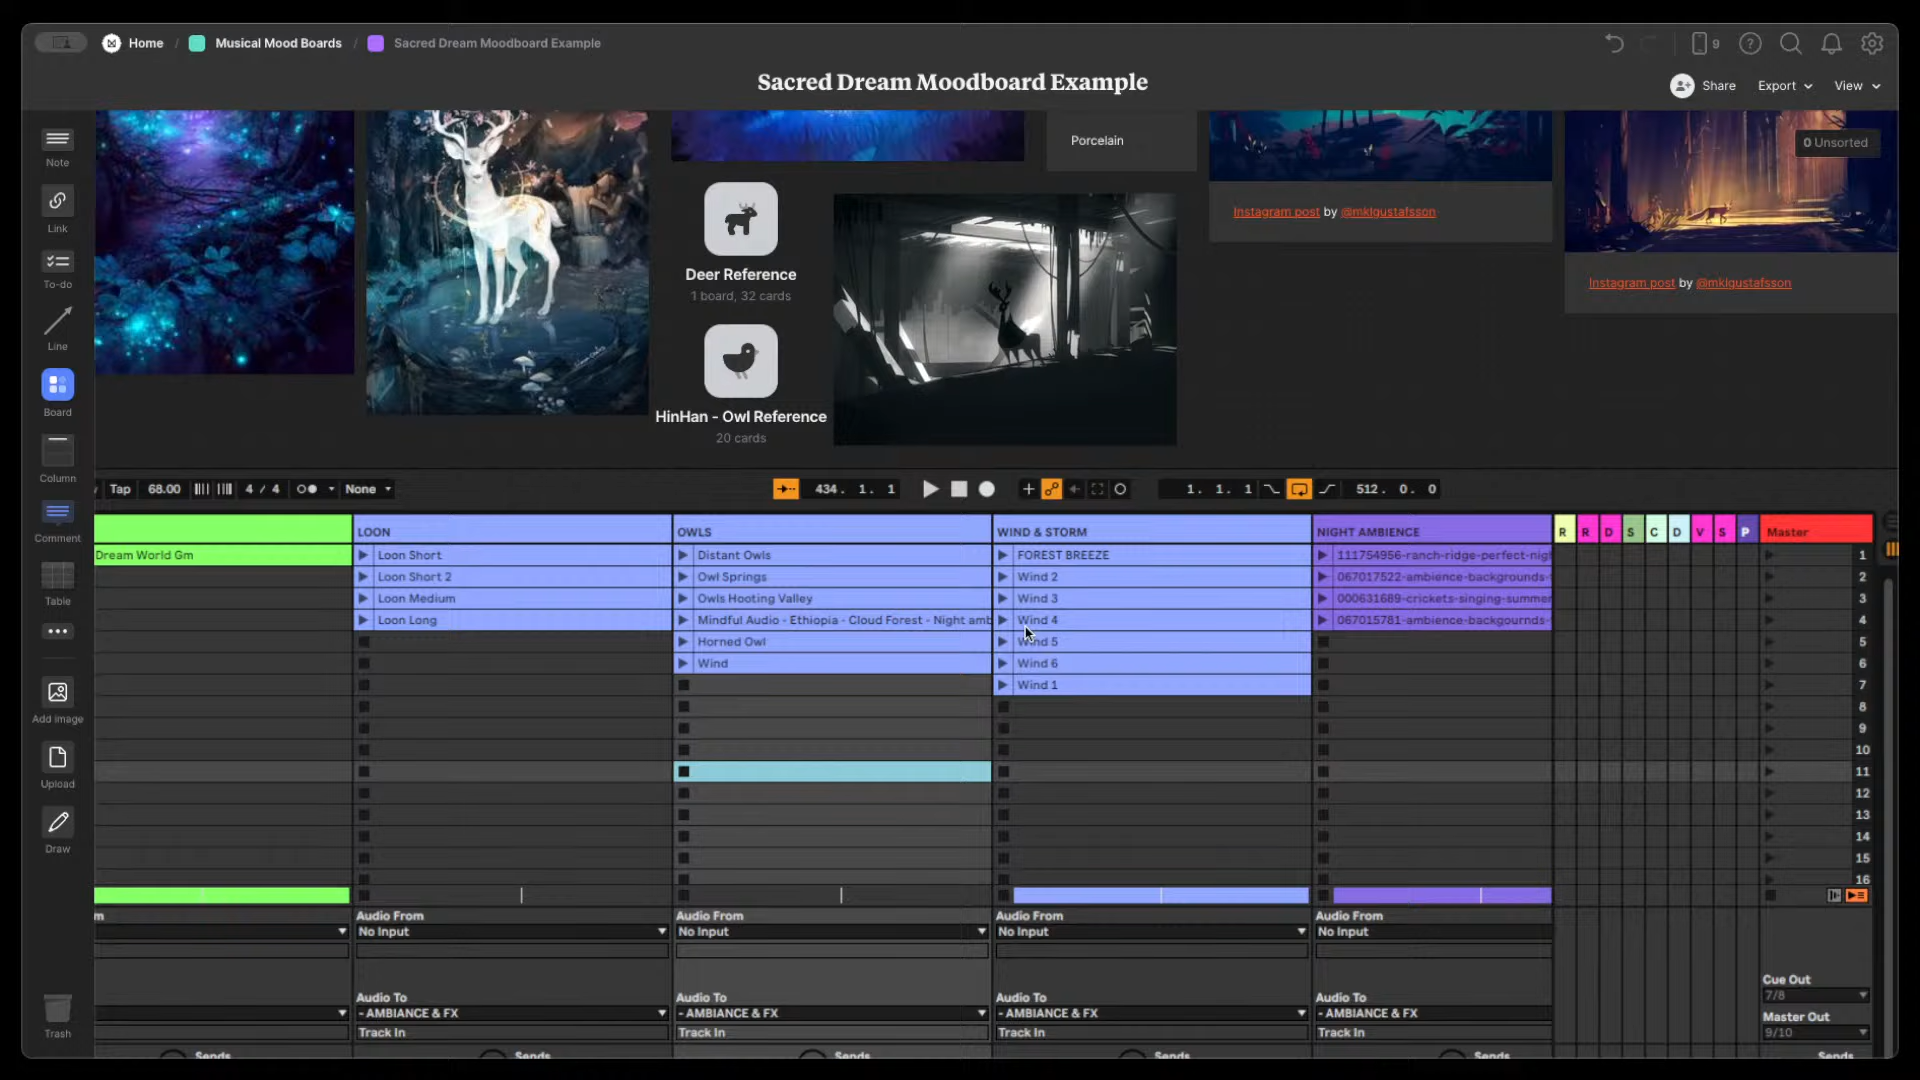 Home / Musical Mood Boards / Sacred Dream Moodboard Example
9
Sacred Dream Moodboard Example
Share
Export
View
Note
Link
To-do
Line
Board
Column
Comment
Table
Add image
Upload
Draw
Trash
Porcelain
0 Unsorted
Instagram post by @mklgustafsson
Instagram post by @mklgustafsson
Deer Reference
1 board, 32 cards
HinHan - Owl Reference
20 cards
Tap 68.00 4 / 4 None 434. 1. 1 1. 1. 1 512. 0. 0
LOON OWLS WIND & STORM NIGHT AMBIENCE R R D S C D V S P Master
Dream World Gm Loon Short Distant Owls FOREST BREEZE 111754956-ranch-ridge-perfect-nigh 1
Loon Short 2 Owl Springs Wind 2 067017522-ambience-backgrounds- 2
Loon Medium Owls Hooting Valley Wind 3 000631689-crickets-singing-summer 3
Loon Long Mindful Audio - Ethiopia - Cloud Forest - Night amb Wind 4 067015781-ambience-backgournds- 4
Horned Owl Wind 5 5
Wind Wind 6 6
Wind 1 7
8
9
10
11
12
13
14
15
16
m Audio From Audio From Audio From Audio From
No Input No Input No Input No Input
Cue Out
7/8
Audio To Audio To Audio To Audio To
- AMBIANCE & FX - AMBIANCE & FX - AMBIANCE & FX - AMBIANCE & FX
Master Out
9/10
Track In Track In Track In Track In
Sends Sends Sends Sends Sends Sends